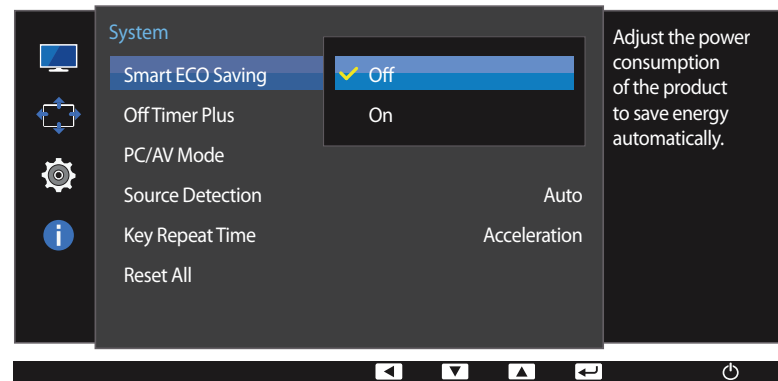 System
Smart ECO Saving
Off
Off Timer Plus
On
PC/AV Mode
Source Detection Auto
Key Repeat Time Acceleration
Reset All
Adjust the power
consumption
of the product
to save energy
automatically.